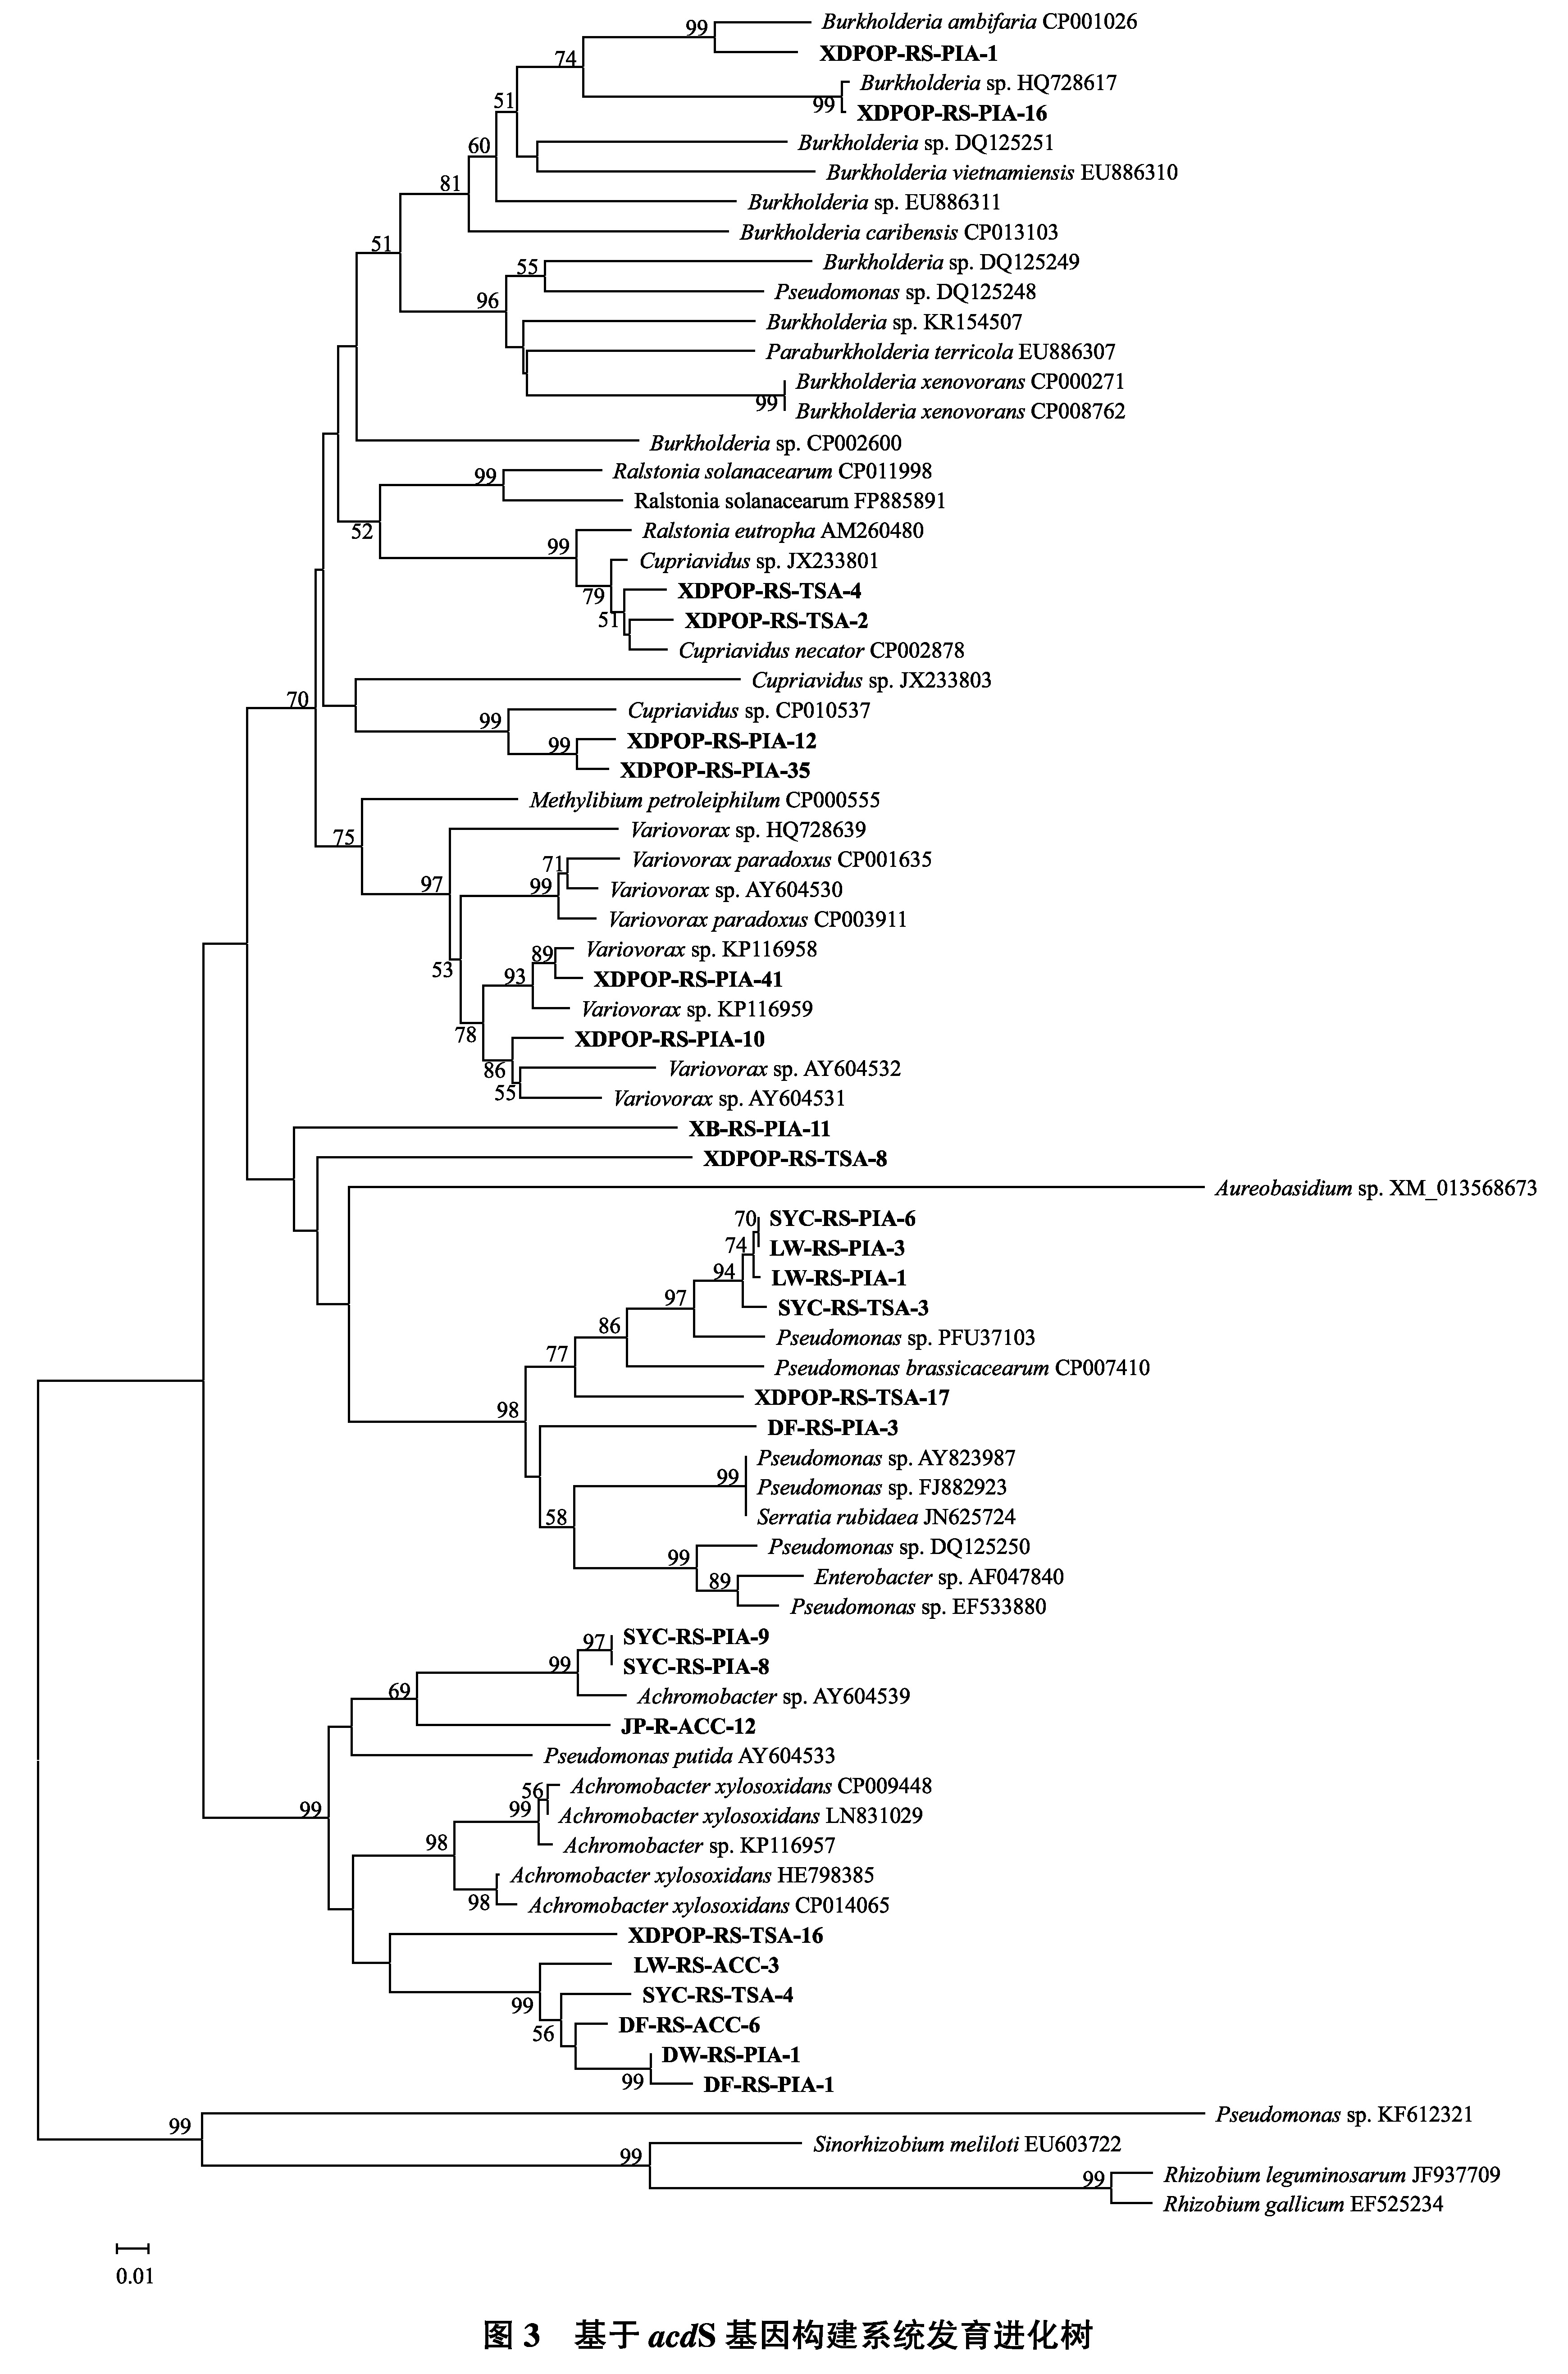 99 Burkholderia ambifaria CP001026
XDPOP-RS-PIA-1
74
Burkholderia sp. HQ728617
99 XDPOP-RS-PIA-16
51
Burkholderia sp. DQ125251
60
Burkholderia vietnamiensis EU886310
81
Burkholderia sp. EU886311
Burkholderia caribensis CP013103
51
55 Burkholderia sp. DQ125249
Pseudomonas sp. DQ125248
96
Burkholderia sp. KR154507
Paraburkholderia terricola EU886307
Burkholderia xenovorans CP000271
99 Burkholderia xenovorans CP008762
Burkholderia sp. CP002600
99 Ralstonia solanacearum CP011998
Ralstonia solanacearum FP885891
52
Ralstonia eutropha AM260480
99
Cupriavidus sp. JX233801
79 XDPOP-RS-TSA-4
51 XDPOP-RS-TSA-2
Cupriavidus necator CP002878
Cupriavidus sp. JX233803
70
Cupriavidus sp. CP010537
99
99 XDPOP-RS-PIA-12
XDPOP-RS-PIA-35
Methylibium petroleiphilum CP000555
75 Variovorax sp. HQ728639
71 Variovorax paradoxus CP001635
97 99 Variovorax sp. AY604530
Variovorax paradoxus CP003911
89 Variovorax sp. KP116958
53 93 XDPOP-RS-PIA-41
Variovorax sp. KP116959
78 XDPOP-RS-PIA-10
86 Variovorax sp. AY604532
55 Variovorax sp. AY604531
XB-RS-PIA-11
XDPOP-RS-TSA-8
Aureobasidium sp. XM_013568673
70 SYC-RS-PIA-6
74 LW-RS-PIA-3
94 LW-RS-PIA-1
97 SYC-RS-TSA-3
86 Pseudomonas sp. PFU37103
77 Pseudomonas brassicacearum CP007410
98 XDPOP-RS-TSA-17
DF-RS-PIA-3
Pseudomonas sp. AY823987
99 Pseudomonas sp. FJ882923
58 Serratia rubidaea JN625724
99 Pseudomonas sp. DQ125250
89 Enterobacter sp. AF047840
Pseudomonas sp. EF533880
97 SYC-RS-PIA-9
99 SYC-RS-PIA-8
69 Achromobacter sp. AY604539
JP-R-ACC-12
Pseudomonas putida AY604533
56 Achromobacter xylosoxidans CP009448
99 99 Achromobacter xylosoxidans LN831029
98 Achromobacter sp. KP116957
Achromobacter xylosoxidans HE798385
98 Achromobacter xylosoxidans CP014065
XDPOP-RS-TSA-16
LW-RS-ACC-3
99 SYC-RS-TSA-4
56 DF-RS-ACC-6
DW-RS-PIA-1
99 DF-RS-PIA-1
99 Pseudomonas sp. KF612321
99 Sinorhizobium meliloti EU603722
99 Rhizobium leguminosarum JF937709
Rhizobium gallicum EF525234
0.01
图 3 基于 acdS 基因构建系统发育进化树